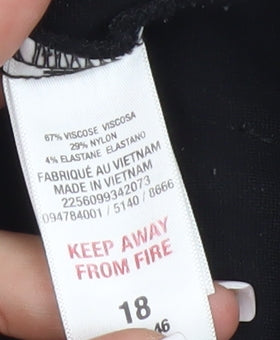 67% VISCOSE VISCOSA
29% NYLON
4% ELASTANE ELASTANO
FABRIQUÉ AU VIETNAM
MADE IN VIETNAM
2256099342073
094784001 / 5140 / 8666
KEEP AWAY
FROM FIRE
18
46